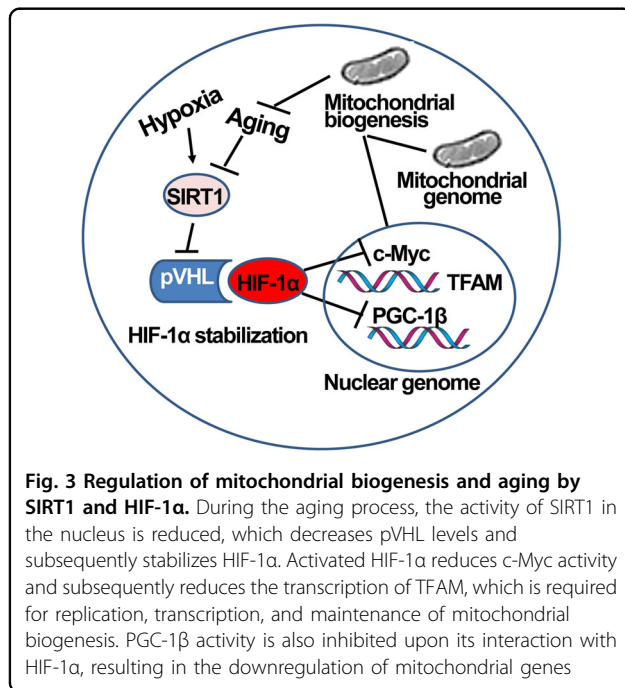 Hypoxia
Aging
Mitochondrial
biogenesis
Mitochondrial
genome
SIRT1
pVHL
HIF-1α
c-Myc
TFAM
PGC-1β
HIF-1α stabilization
Nuclear genome
Fig. 3 Regulation of mitochondrial biogenesis and aging by
SIRT1 and HIF-1α. During the aging process, the activity of SIRT1 in
the nucleus is reduced, which decreases pVHL levels and
subsequently stabilizes HIF-1α. Activated HIF-1α reduces c-Myc activity
and subsequently reduces the transcription of TFAM, which is required
for replication, transcription, and maintenance of mitochondrial
biogenesis. PGC-1β activity is also inhibited upon its interaction with
HIF-1α, resulting in the downregulation of mitochondrial genes